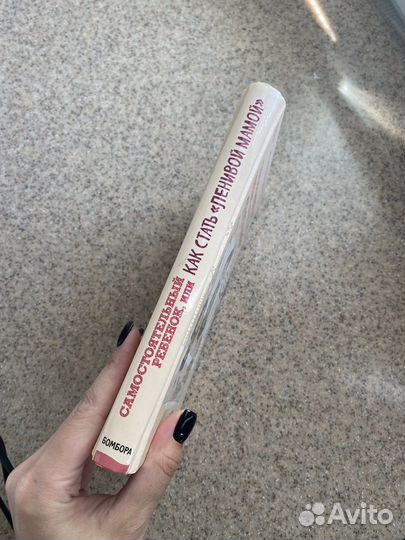 САМОСТОЯТЕЛЬНЫЙ
РЕБЕНОК, ИЛИ
КАК СТАТЬ «ЛЕНИВОЙ МАМОЙ»
БОМБОРА
Avito